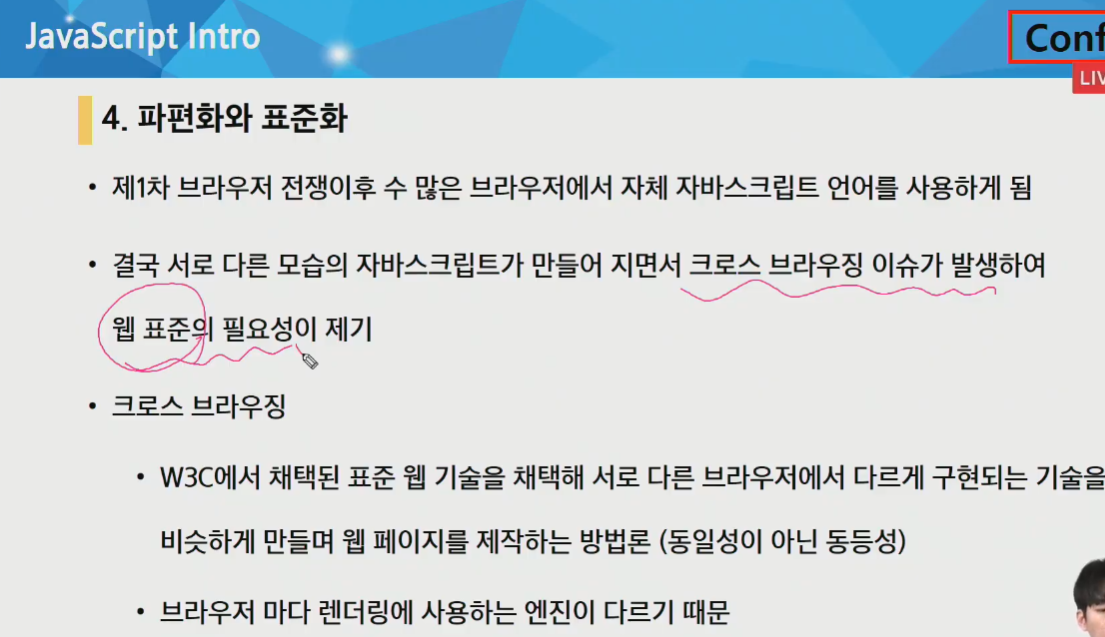 JavaScript Intro
Conf
LIV
4. 파편화와 표준화
• 제1차 브라우저 전쟁이후 수 많은 브라우저에서 자체 자바스크립트 언어를 사용하게 됨
• 결국 서로 다른 모습의 자바스크립트가 만들어 지면서 크로스 브라우징 이슈가 발생하여
웹 표준의 필요성이 제기
• 크로스 브라우징
• W3C에서 채택된 표준 웹 기술을 채택해 서로 다른 브라우저에서 다르게 구현되는 기술을
비슷하게 만들며 웹 페이지를 제작하는 방법론 (동일성이 아닌 동등성)
• 브라우저 마다 렌더링에 사용하는 엔진이 다르기 때문